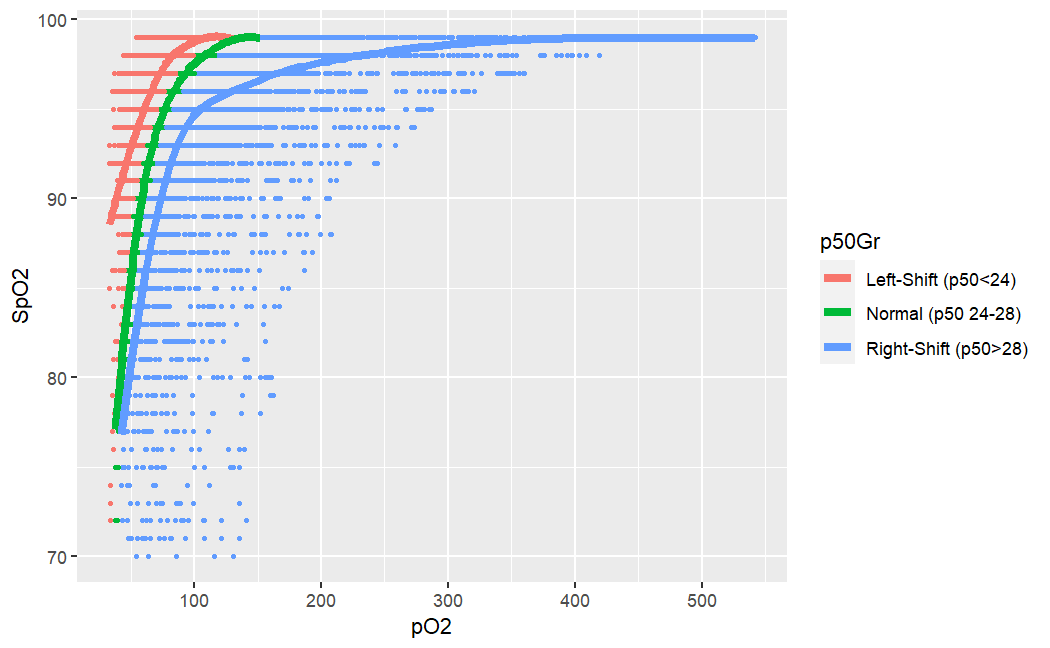 100
90
80
70
SpO2
100 200 300 400 500
pO2
p50Gr
Left-Shift (p50<24)
Normal (p50 24-28)
Right-Shift (p50>28)